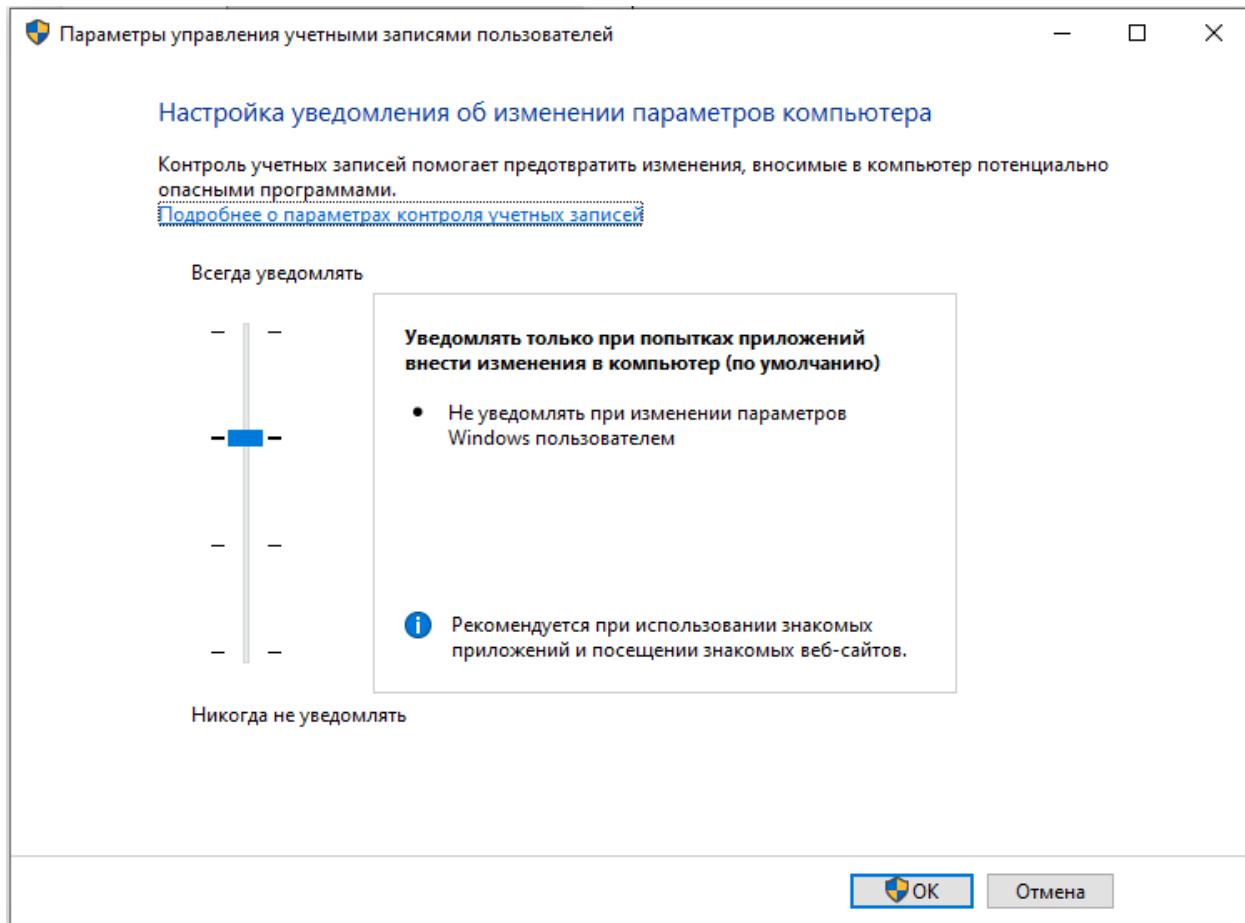 Параметры управления учетными записями пользователей
Настройка уведомления об изменении параметров компьютера
Контроль учетных записей помогает предотвратить изменения, вносимые в компьютер потенциально
опасными программами.
Подробнее о параметрах контроля учетных записей
Всегда уведомлять
Уведомлять только при попытках приложений
внести изменения в компьютер (по умолчанию)
• Не уведомлять при изменении параметров
Windows пользователем
Рекомендуется при использовании знакомых
приложений и посещении знакомых веб-сайтов.
Никогда не уведомлять
ОК
Отмена